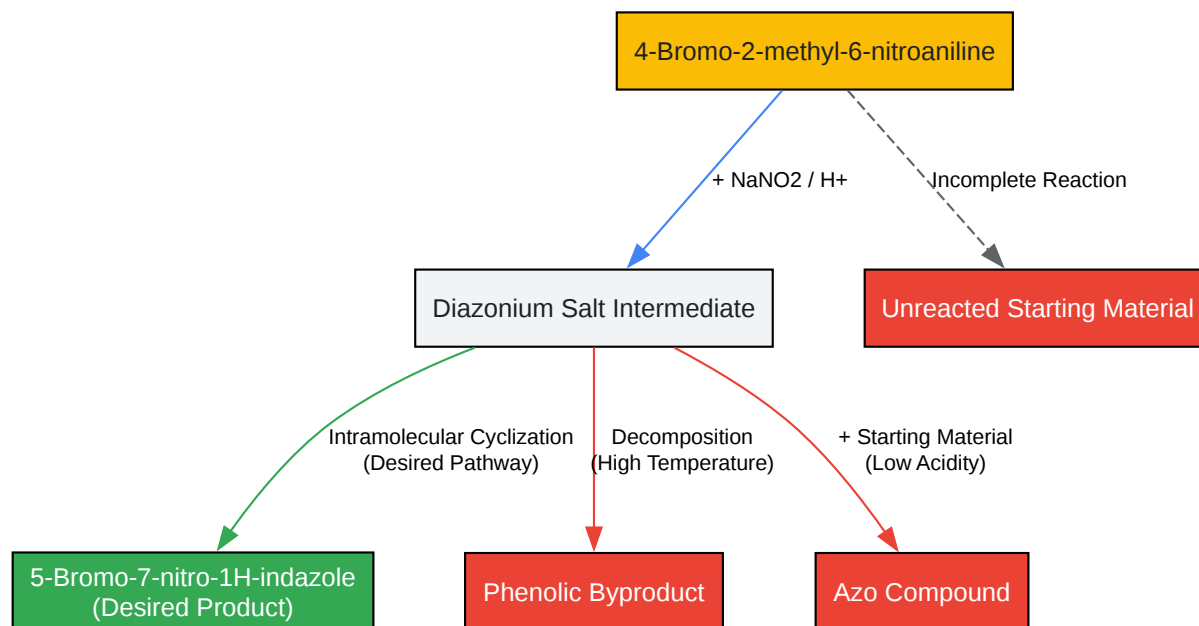 4-Bromo-2-methyl-6-nitroaniline
+ NaNO2 / H+
Incomplete Reaction
Diazonium Salt Intermediate
Unreacted Starting Material
Intramolecular Cyclization
(Desired Pathway)
Decomposition
(High Temperature)
+ Starting Material
(Low Acidity)
5-Bromo-7-nitro-1H-indazole
(Desired Product)
Phenolic Byproduct
Azo Compound